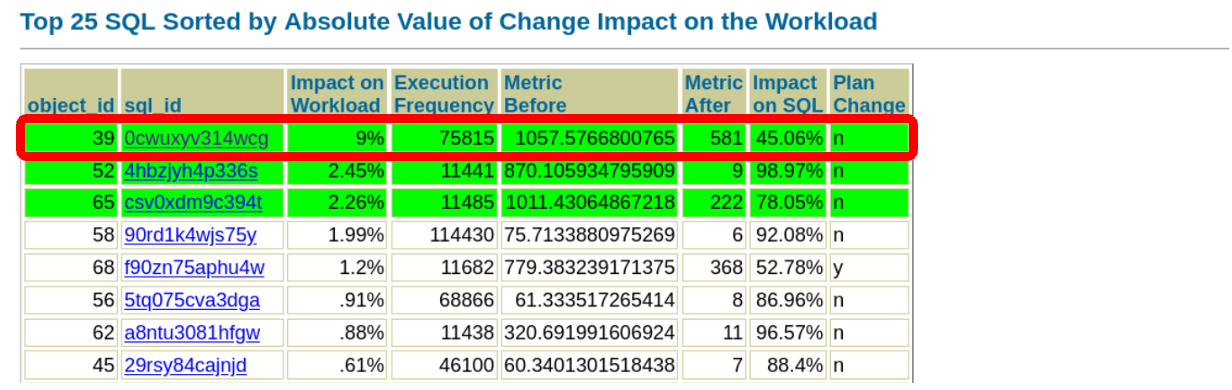 Top 25 SQL Sorted by Absolute Value of Change Impact on the Workload
object_id sql_id Impact on Workload Execution Frequency Metric Before Metric After Impact on SQL Plan Change
39 0cwuxyv314wcg 9% 75815 1057.5766800765 581 45.06% n
52 4hbzjyh4p336s 2.45% 11441 870.105934795909 9 98.97% n
65 csv0xdm9c394t 2.26% 11485 1011.43064867218 222 78.05% n
58 90rd1k4wjs75y 1.99% 114430 75.7133880975269 6 92.08% n
68 f90zn75aphu4w 1.2% 11682 779.383239171375 368 52.78% y
56 5tq075cva3dga .91% 68866 61.333517265414 8 86.96% n
62 a8ntu3081hfgw .88% 11438 320.691991606924 11 96.57% n
45 29rsy84cajnjd .61% 46100 60.3401301518438 7 88.4% n